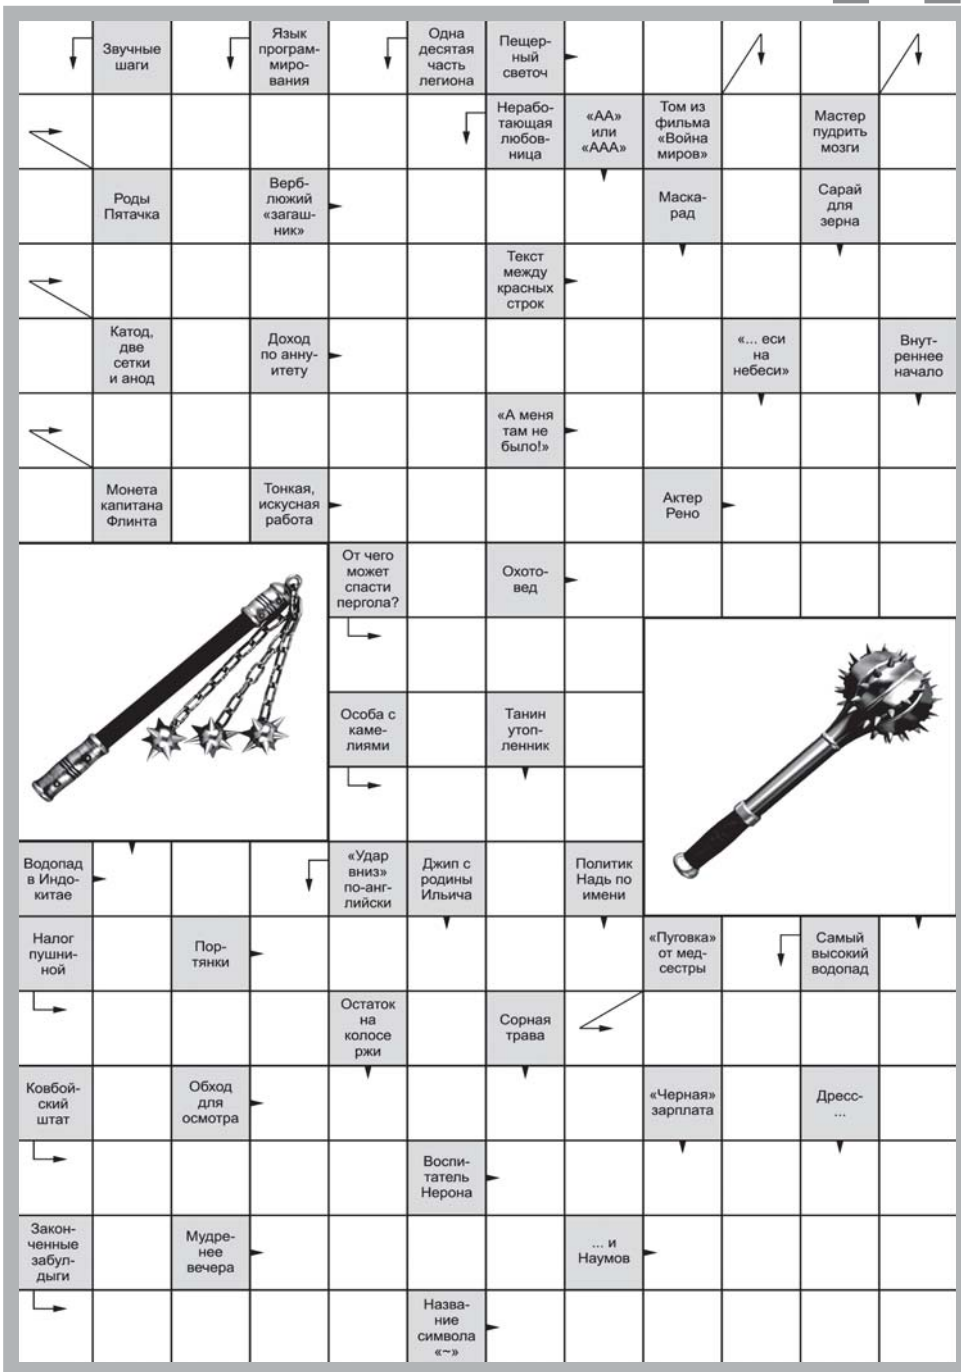 Звучные
шаги
Язык
програм-
миро-
вания
Одна
десятая
часть
легиона
Пещер-
ный
светоч
Нерабо-
тающая
любов-
ница
«АА»
или
«ААА»
Том из
фильма
«Война
миров»
Мастер
пудрить
мозги
Роды
Пятачка
Верб-
люжий
«загаш-
ник»
Маска-
рад
Сарай
для
зерна
Текст
между
красных
строк
Катод,
две
сетки
и анод
Доход
по анну-
итету
«... еси
на
небеси»
Внут-
реннее
начало
«А меня
там не
было!»
Монета
капитана
Флинта
Тонкая,
искусная
работа
Актер
Рено
От чего
может
спасти
пергола?
Охото-
вед
Особа с
каме-
лиями
Танин
утоп-
ленник
Водопад
в Индо-
китае
«Удар
вниз»
по-анг-
лийски
Джип с
родины
Ильича
Политик
Надь по
имени
Налог
пушни-
ной
Пор-
тянки
«Пуговка»
от мед-
сестры
Самый
высокий
водопад
Остаток
на
колосе
ржи
Сорная
трава
Ковбой-
ский
штат
Обход
для
осмотра
«Черная»
зарплата
Дресс-
...
Воспи-
татель
Нерона
Закон-
ченные
забул-
дыги
Мудре-
нее
вечера
... и
Наумов
Назва-
ние
символа
«~»